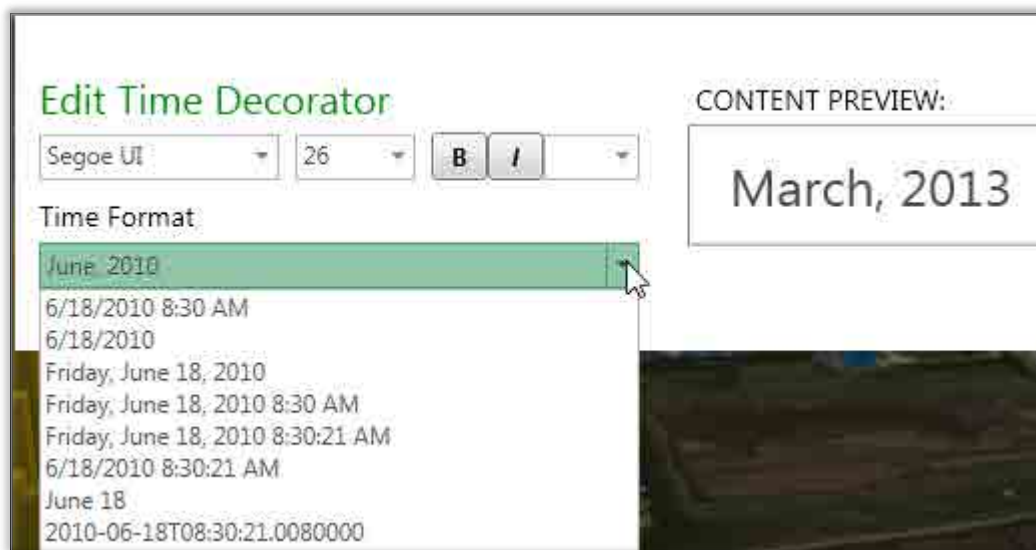 Edit Time Decorator
Segoe UI
26
B
I
Time Format
June, 2010
6/18/2010 8:30 AM
6/18/2010
Friday, June 18, 2010
Friday, June 18, 2010 8:30 AM
Friday, June 18, 2010 8:30:21 AM
6/18/2010 8:30:21 AM
June 18
2010-06-18T08:30:21.0080000
CONTENT PREVIEW:
March, 2013